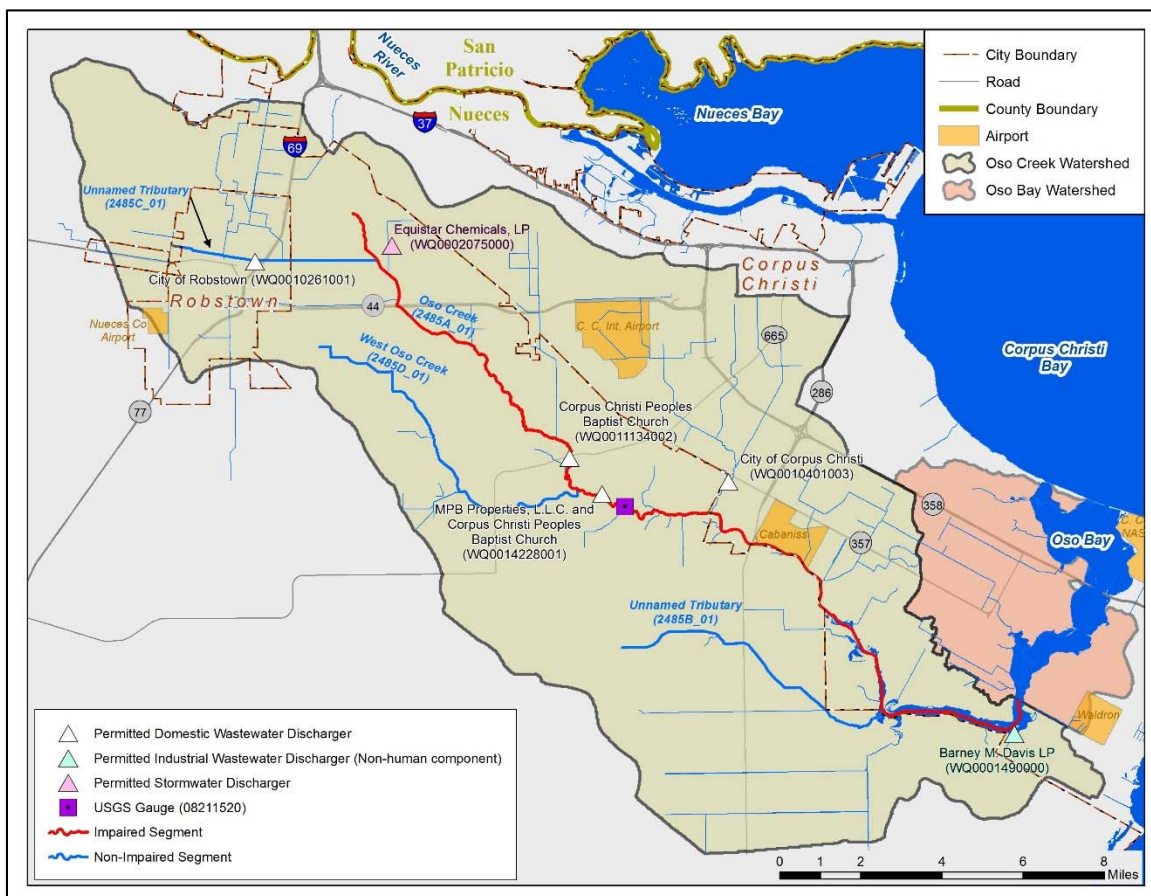 San
Patricio
Nueces
River
Nueces
37
69
Nueces Bay
City Boundary
Road
County Boundary
Airport
Oso Creek Watershed
Oso Bay Watershed
Unnamed Tributary
(2485C_01)
Equistar Chemicals, LP
(WQ0002075000)
City of Robstown (WQ0010261001)
Robstown
Nueces Co
Airport
44
Oso Creek
(2485A_01)
West Oso Creek
(2485D_01)
C. C. Int. Airport
Corpus
Christi
665
Corpus Christi
Bay
77
286
Corpus Christi Peoples
Baptist Church
(WQ0011134002)
City of Corpus Christi
(WQ0010401003)
MPB Properties, L.L.C. and
Corpus Christi Peoples
Baptist Church
(WQ0014228001)
Cabaniss
357
358
Oso Bay
C. C.
NAS
Unnamed Tributary
(2485B_01)
Waldron
Barney M. Davis LP
(WQ0001490000)
Permitted Domestic Wastewater Discharger
Permitted Industrial Wastewater Discharger (Non-human component)
Permitted Stormwater Discharger
USGS Gauge (08211520)
Impaired Segment
Non-Impaired Segment
0 1 2 4 6 8
Miles